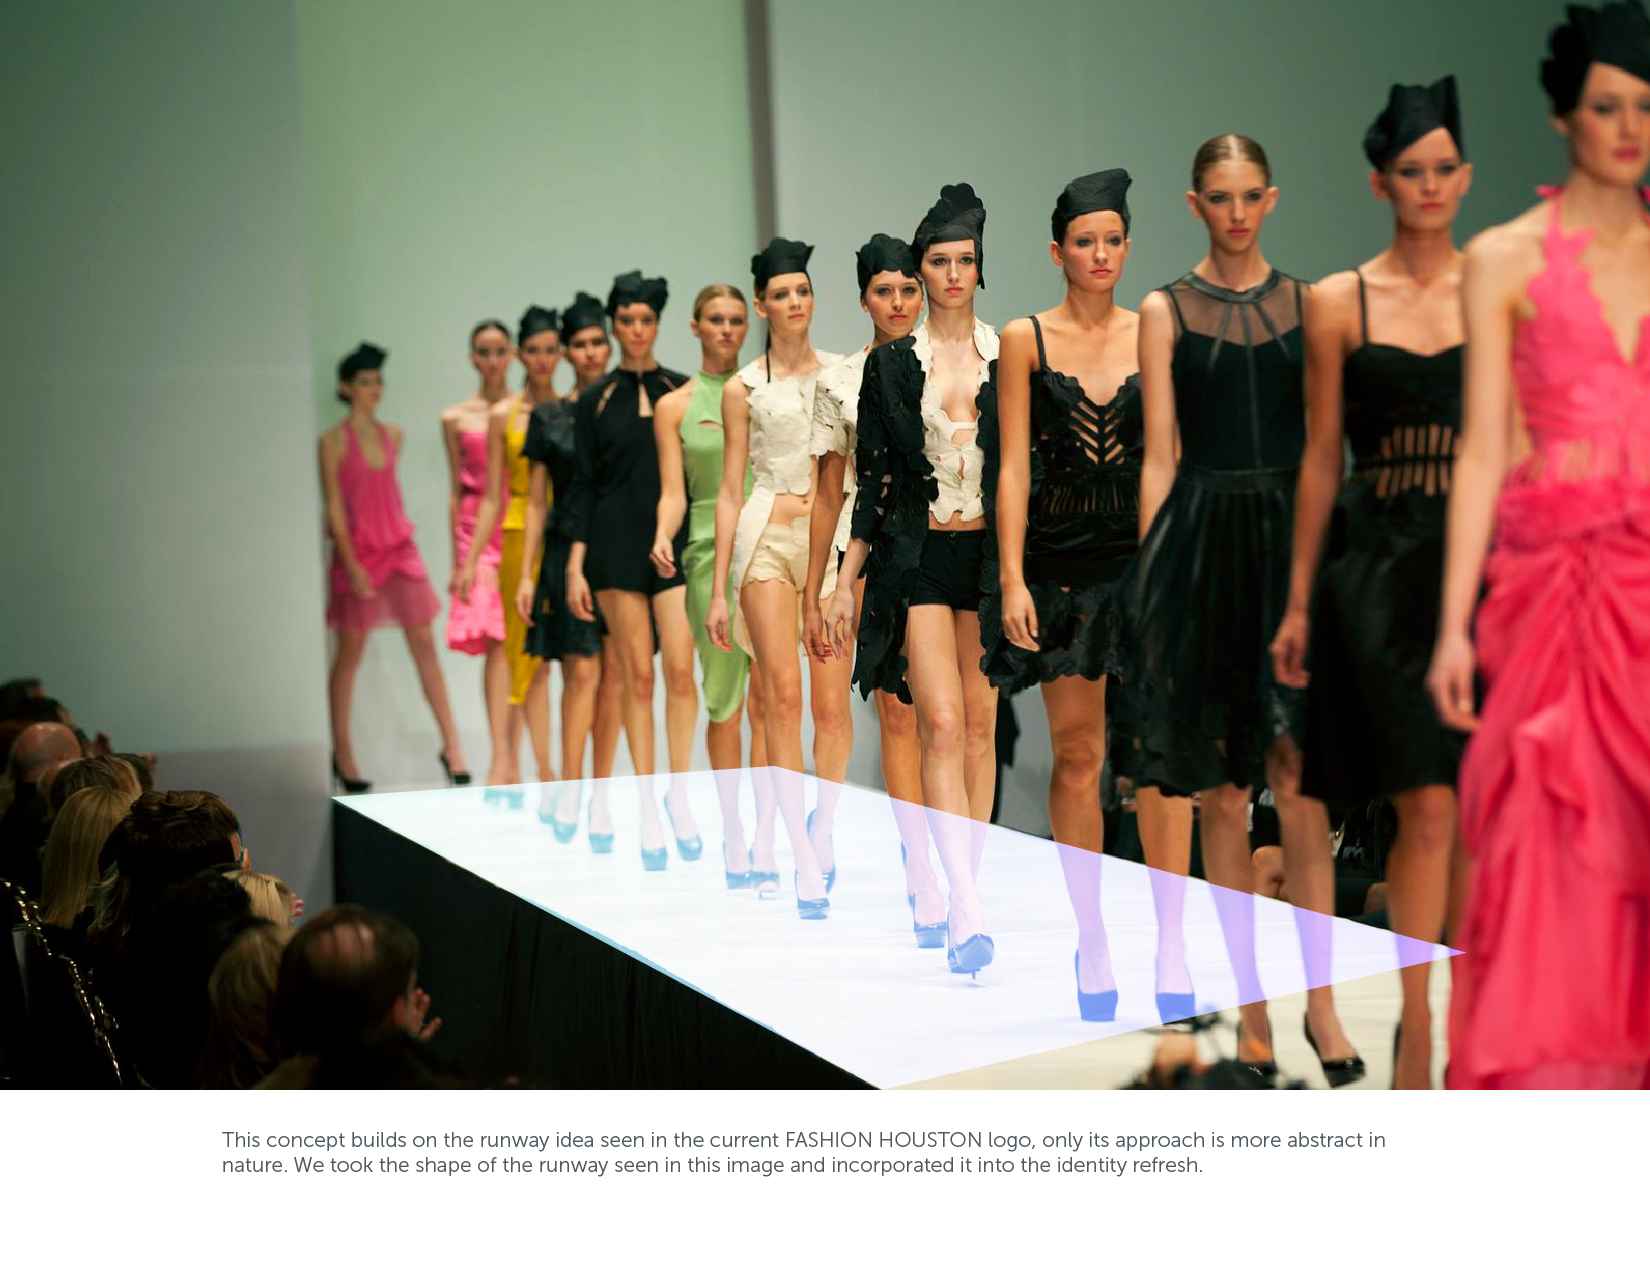 This concept builds on the runway idea seen in the current FASHION HOUSTON logo, only its approach is more abstract in
nature. We took the shape of the runway seen in this image and incorporated it into the identity refresh.